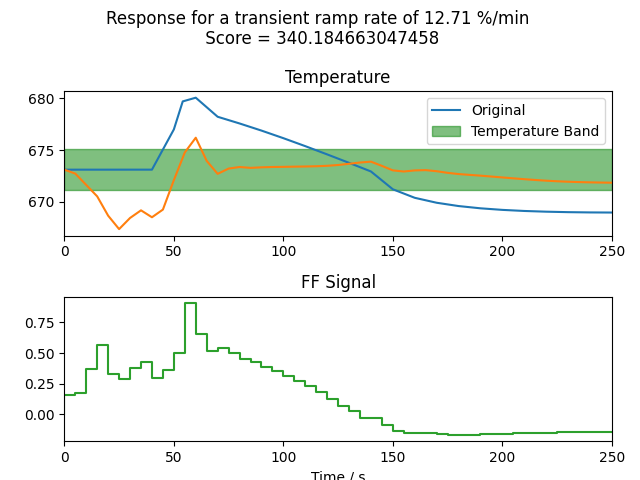 Response for a transient ramp rate of 12.71 %/min
Score = 340.184663047458
Temperature
680
675
670
Original
Temperature Band
0 50 100 150 200 250
FF Signal
0.75
0.50
0.25
0.00
0 50 100 150 200 250
Time / s